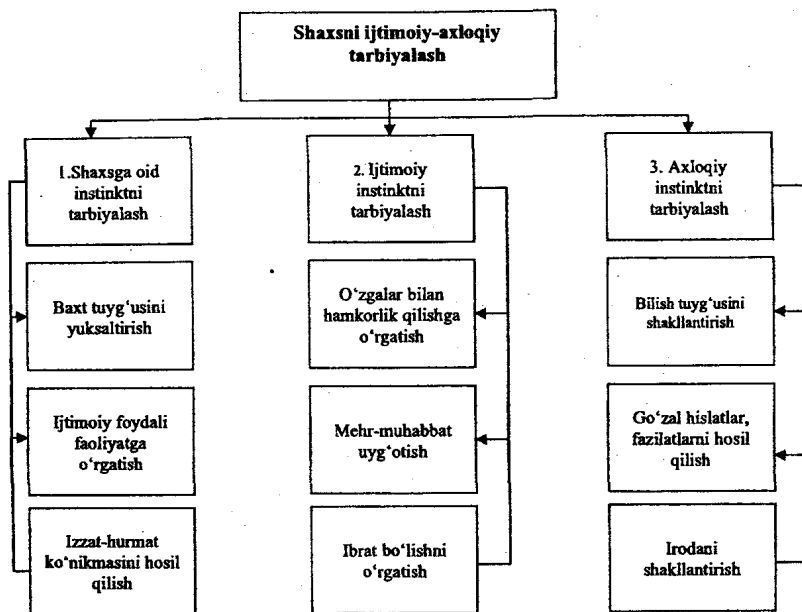 Shaxsni ijtimoiy-axloqiy
tarbiyalash
1.Shaxsga oid
instinktni
tarbiyalash
2. Ijtimoiy
instinktni
tarbiyalash
3. Axloqiy
instinktni
tarbiyalash
Baxt tuyg‘usini
yuksaltirish
O‘zgalar bilan
hamkorlik qilishga
o‘rgatish
Bilish tuyg‘usini
shakllantirish
Ijtimoiy foydali
faoliyatga
o‘rgatish
Mehr-muhabbat
uyg‘otish
Go‘zal hislatlar,
fazilatlarni hosil
qilish
Izzat-hurmat
ko‘nikmasini hosil
qilish
Ibrat bo‘lishni
o‘rgatish
Irodani
shakllantirish